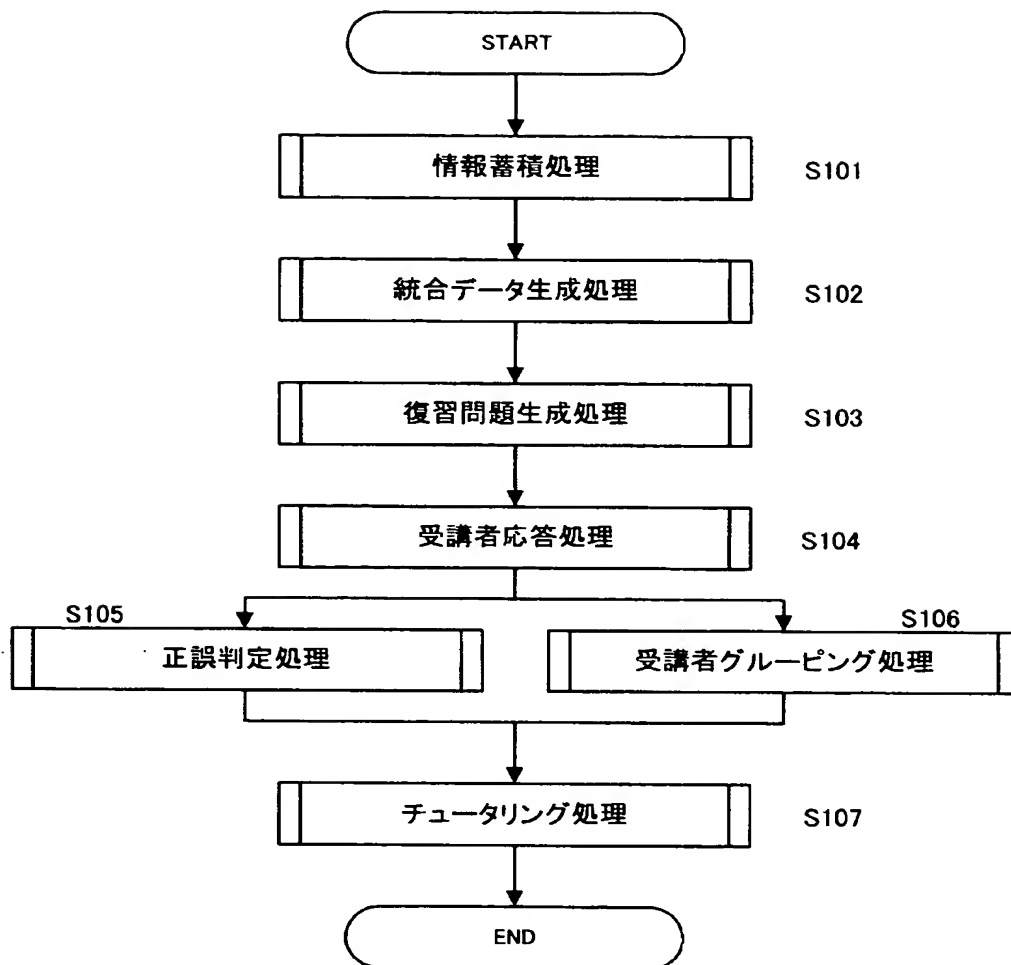 START
情報蓄積処理
S101
統合データ生成処理
S102
復習問題生成処理
S103
受講者応答処理
S104
S105
正誤判定処理
S106
受講者グルーピング処理
チュータリング処理
S107
END